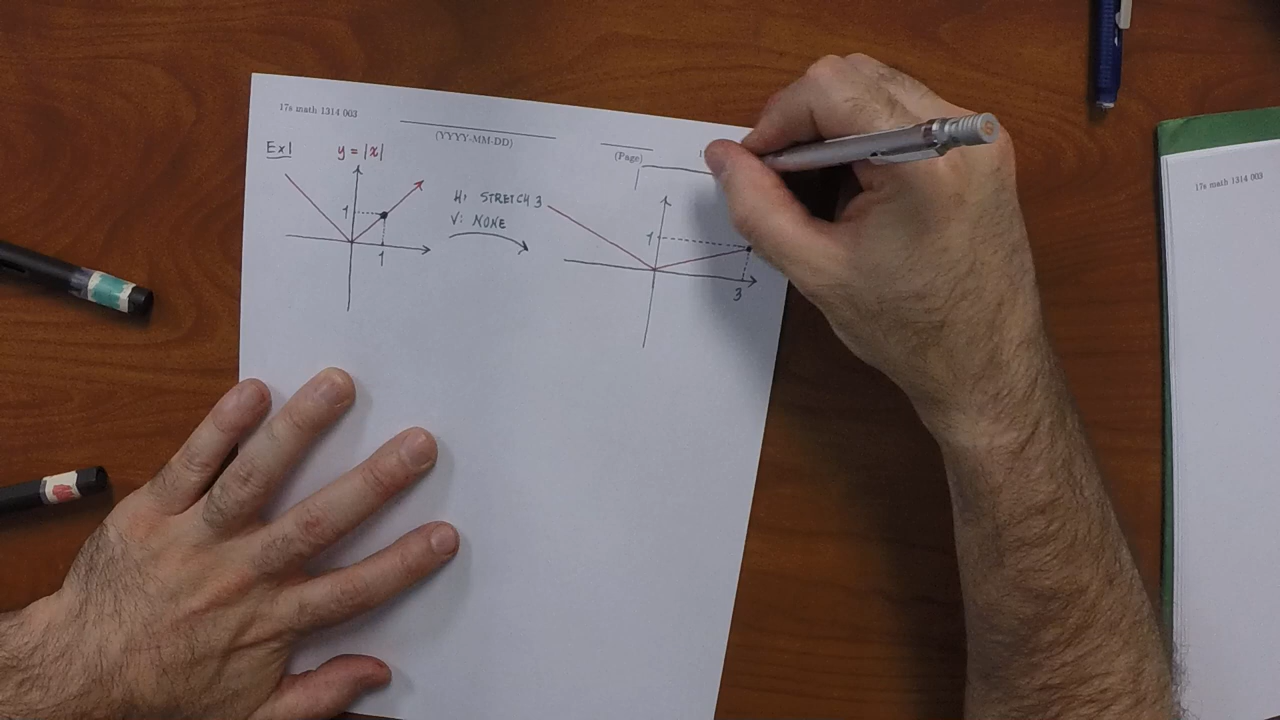 17s math 1314 003
(YYYY-MM-DD)
(Page)
Ex1
y = |x|
1
1
H: STRETCH 3
V: NONE
1
3
17s math 1314 003